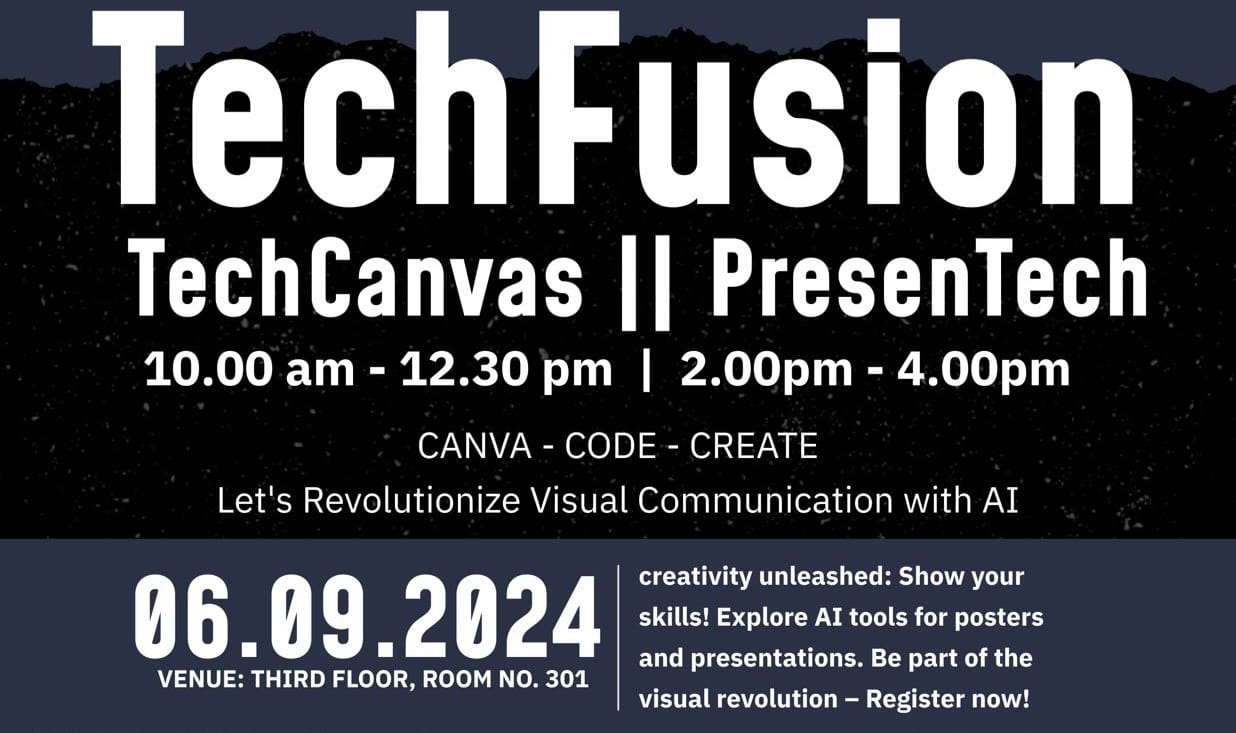 TechFusion
TechCanvas || PresenTech
10.00 am - 12.30 pm | 2.00pm - 4.00pm
CANVA - CODE - CREATE
Let's Revolutionize Visual Communication with AI
06.09.2024
VENUE: THIRD FLOOR, ROOM NO. 301
creativity unleashed: Show your
skills! Explore AI tools for posters
and presentations. Be part of the
visual revolution – Register now!